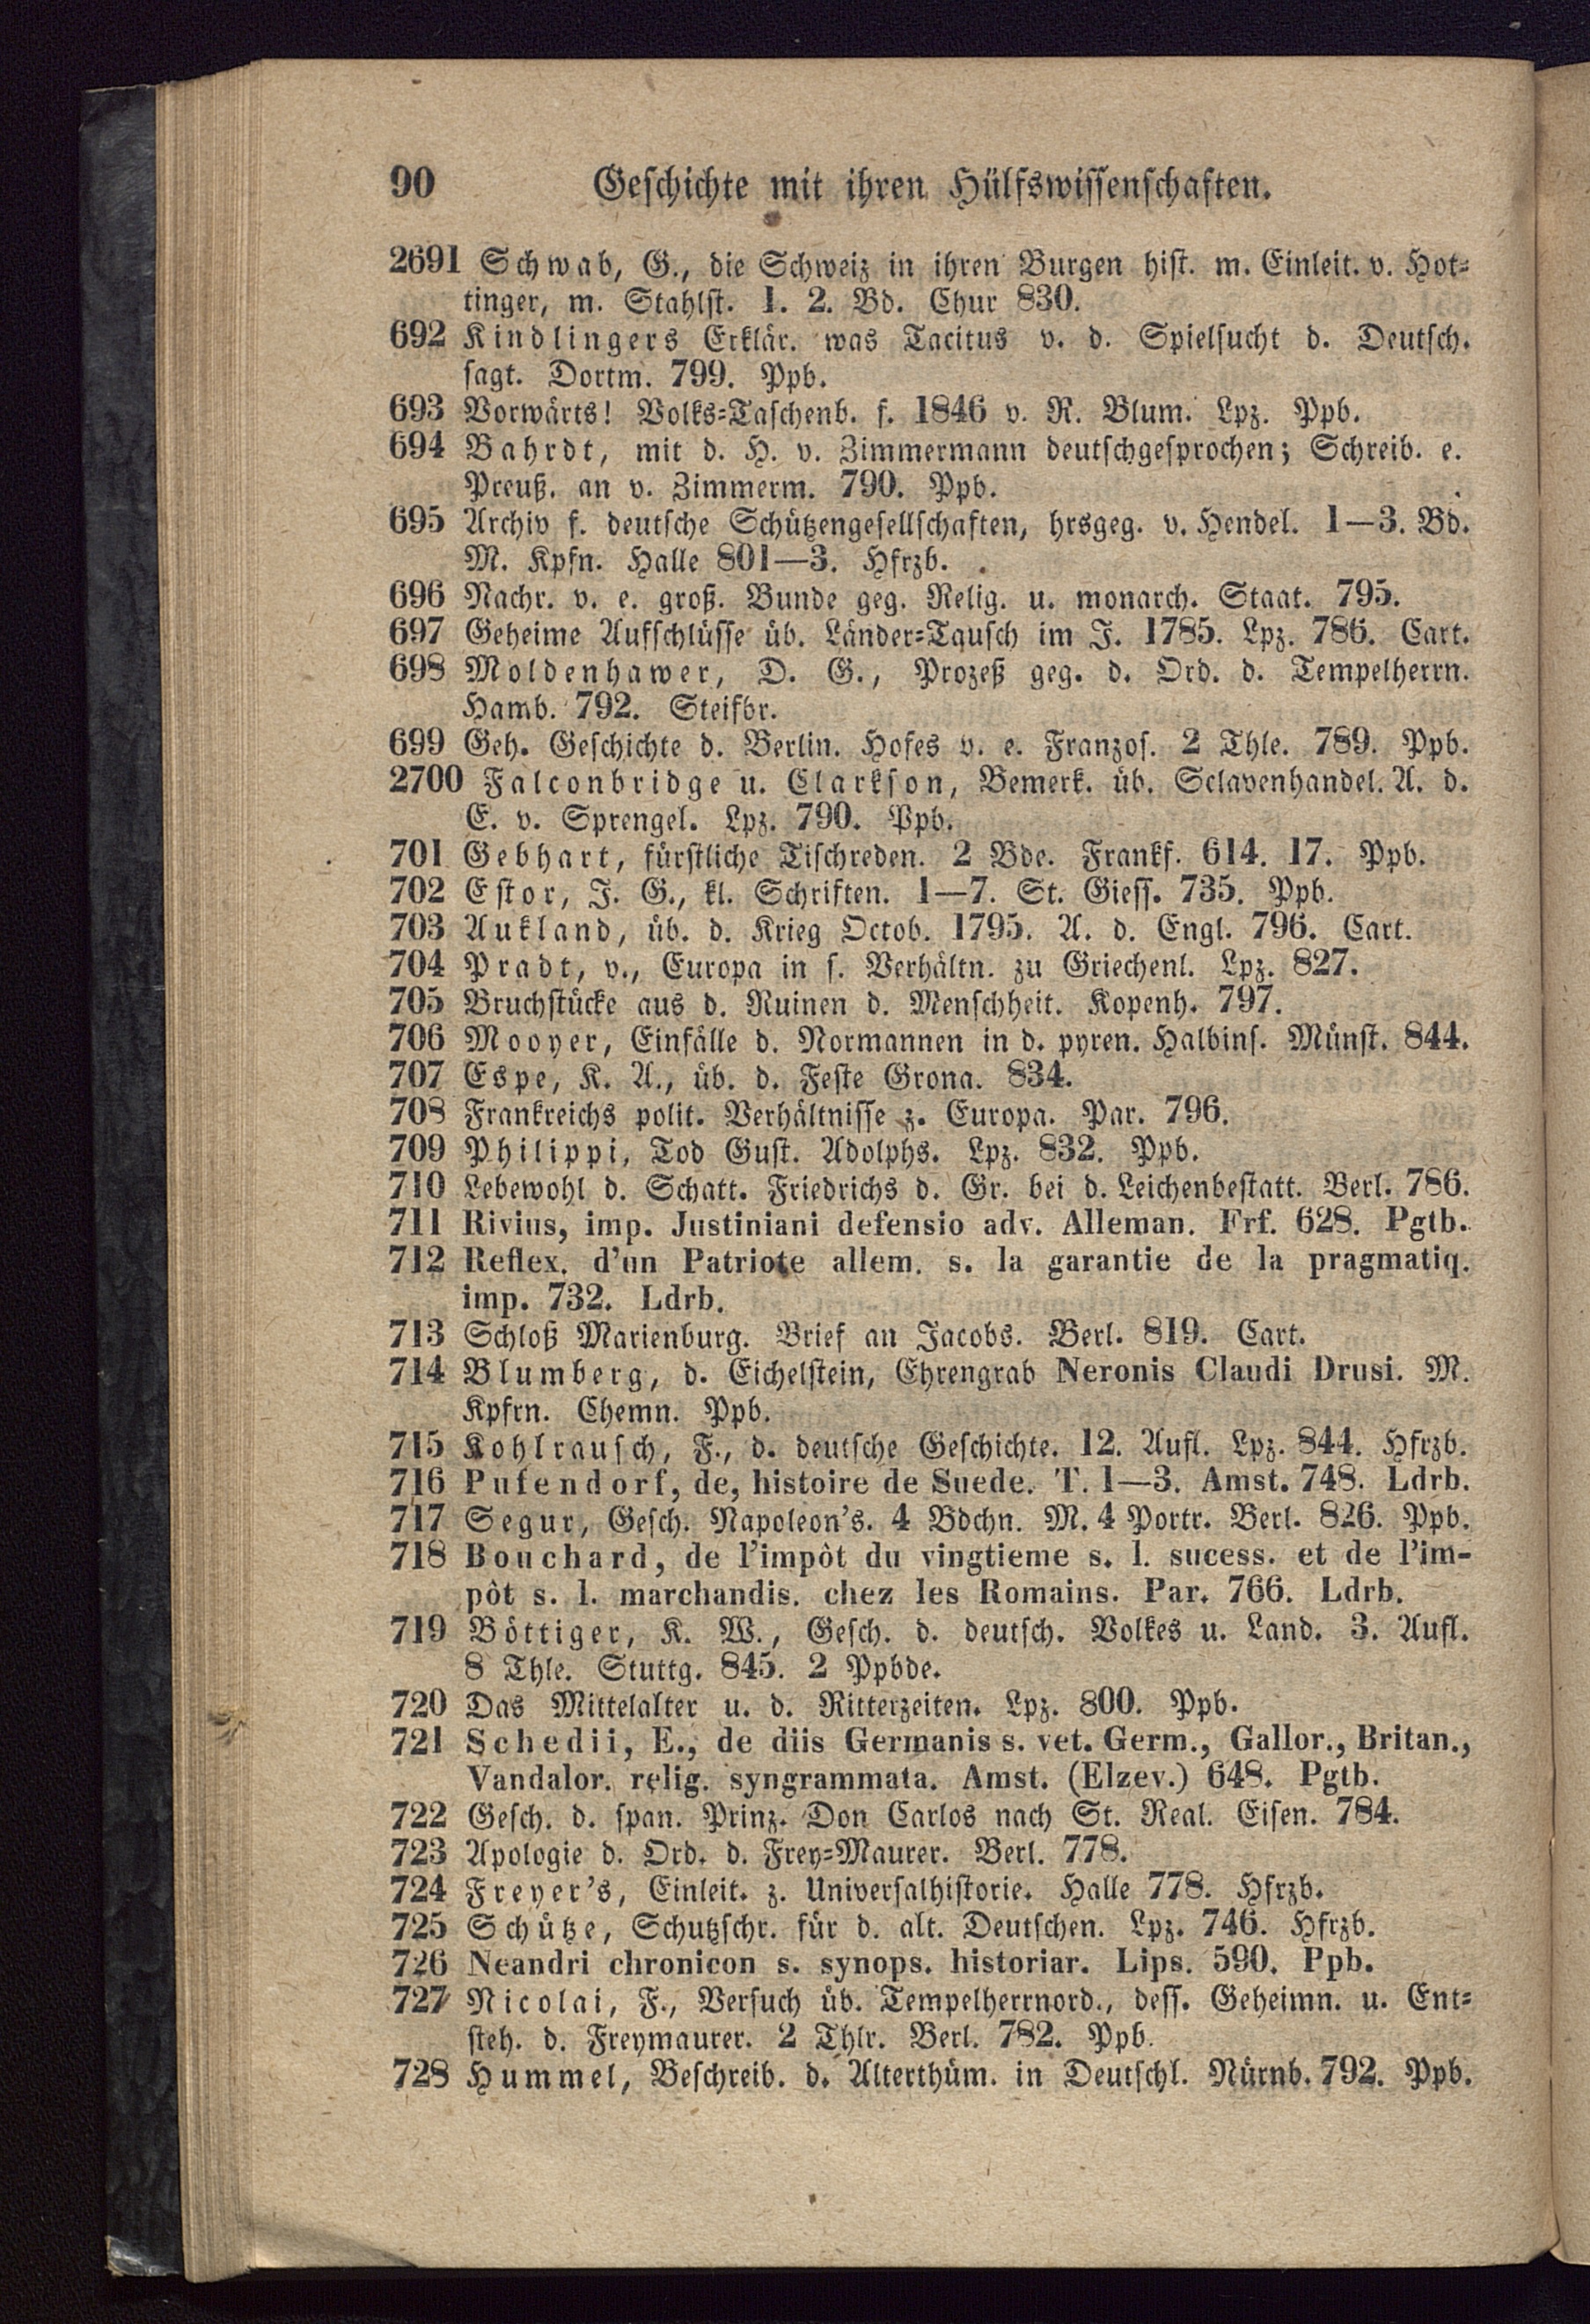 90 Geschichte mit ihren Hülfswissenschaften.
2691 Schwab, G., die Schweiz in ihren Burgen hist. m. Einleit. v. Hot-
tinger, m. Stahlst. 1. 2. Bd. Chur 830.
692 Kindlingers Erklär. was Tacitus v. d. Spielsucht d. Deutsch.
sagt. Dortm. 799. Ppb.
693 Vorwärts! Volks-Taschenb. f. 1846 v. R. Blum. Lpz. Ppb.
694 Bahrdt, mit d. H. v. Zimmermann deutschgesprochen; Schreib. e.
Preuß. an v. Zimmerm. 790. Ppb.
695 Archiv f. deutsche Schützengesellschaften, hrsgeg. v. Hendel. 1—3. Bd.
M. Kpfn. Halle 801—3. Hfrzb.
696 Nachr. v. e. groß. Bunde geg. Relig. u. monarch. Staat. 795.
697 Geheime Aufschlüsse üb. Länder-Tausch im J. 1785. Lpz. 786. Cart.
698 Moldenhawer, D. G., Prozeß geg. d. Ord. d. Tempelherrn.
Hamb. 792. Steifbr.
699 Geh. Geschichte d. Berlin. Hofes v. e. Franzos. 2 Thle. 789. Ppb.
2700 Falconbridge u. Clarkson, Bemerk. üb. Sclavenhandel. A. d.
E. v. Sprengel. Lpz. 790. Ppb.
701 Gebhart, fürstliche Tischreden. 2 Bde. Frankf. 614. 17. Ppb.
702 Estor, J. G., kl. Schriften. 1—7. St. Giess. 735. Ppb.
703 Aukland, üb. d. Krieg Octob. 1795. A. d. Engl. 796. Cart.
704 Pradt, v., Europa in s. Verhältn. zu Griechenl. Lpz. 827.
705 Bruchstücke aus d. Ruinen d. Menschheit. Kopenh. 797.
706 Mooyer, Einfälle d. Normannen in d. pyren. Halbins. Münst. 844.
707 Espe, K. A., üb. d. Feste Grona. 834.
708 Frankreichs polit. Verhältnisse z. Europa. Par. 796.
709 Philippi, Tod Gust. Adolphs. Lpz. 832. Ppb.
710 Lebewohl d. Schatt. Friedrichs d. Gr. bei d. Leichenbestatt. Berl. 786.
711 Rivius, imp. Justiniani defensio adv. Alleman. Frf. 628. Pgtb.
712 Reflex. d'un Patriote allem. s. la garantie de la pragmatiq.
imp. 732. Ldrb.
713 Schloß Marienburg. Brief an Jacobs. Berl. 819. Cart.
714 Blumberg, d. Eichelstein, Ehrengrab Neronis Claudi Drusi. M.
Kpfrn. Chemn. Ppb.
715 Kohlrausch, F., d. deutsche Geschichte. 12. Aufl. Lpz. 844. Hfrzb.
716 Pufendorf, de, histoire de Suede. T. 1—3. Amst. 748. Ldrb.
717 Segur, Gesch. Napoleon's. 4 Bdchn. M. 4 Portr. Berl. 826. Ppb.
718 Bouchard, de l'impòt du vingtieme s. l. sucess. et de l'im-
pòt s. l. marchandis. chez les Romains. Par. 766. Ldrb.
719 Böttiger, K. W., Gesch. d. deutsch. Volkes u. Land. 3. Aufl.
8 Thle. Stuttg. 845. 2 Ppbde.
720 Das Mittelalter u. d. Ritterzeiten. Lpz. 800. Ppb.
721 Schedii, E., de diis Germanis s. vet. Germ., Gallor., Britan.,
Vandalor. relig. syngrammata. Amst. (Elzev.) 648. Pgtb.
722 Gesch. d. span. Prinz. Don Carlos nach St. Real. Eisen. 784.
723 Apologie d. Ord. d. Frey-Maurer. Berl. 778.
724 Freyer's, Einleit. z. Universalhistorie. Halle 778. Hfrzb.
725 Schütze, Schutzschr. für d. alt. Deutschen. Lpz. 746. Hfrzb.
726 Neandri chronicon s. synops. historiar. Lips. 590. Ppb.
727 Nicolai, F., Versuch üb. Tempelherrnord., dess. Geheimn. u. Ent-
steh. d. Freymaurer. 2 Thlr. Berl. 782. Ppb.
728 Hummel, Beschreib. d. Alterthüm. in Deutschl. Nürnb. 792. Ppb.